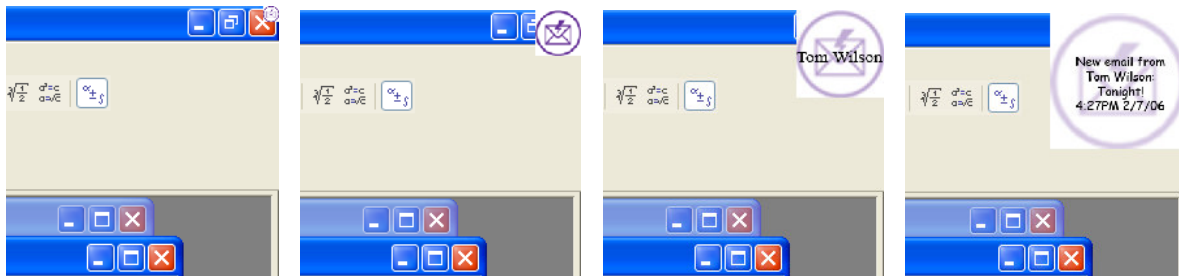 Tom Wilson
New email from
Tom Wilson:
Tonight!
4:27PM 2/7/06